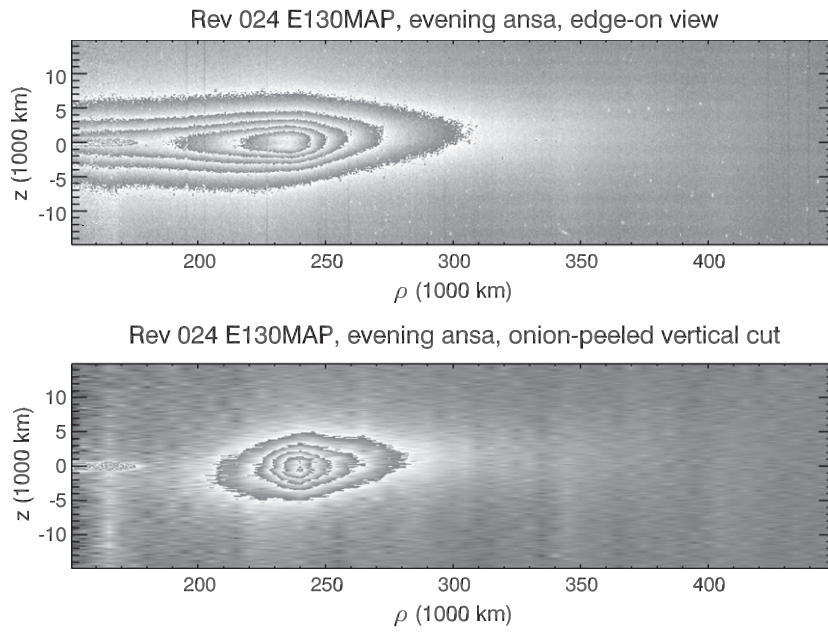 Rev 024 E130MAP, evening ansa, edge-on view
10
5
0
-5
-10
z (1000 km)
200 250 300 350 400
ρ (1000 km)
Rev 024 E130MAP, evening ansa, onion-peeled vertical cut
10
5
0
-5
-10
z (1000 km)
200 250 300 350 400
ρ (1000 km)